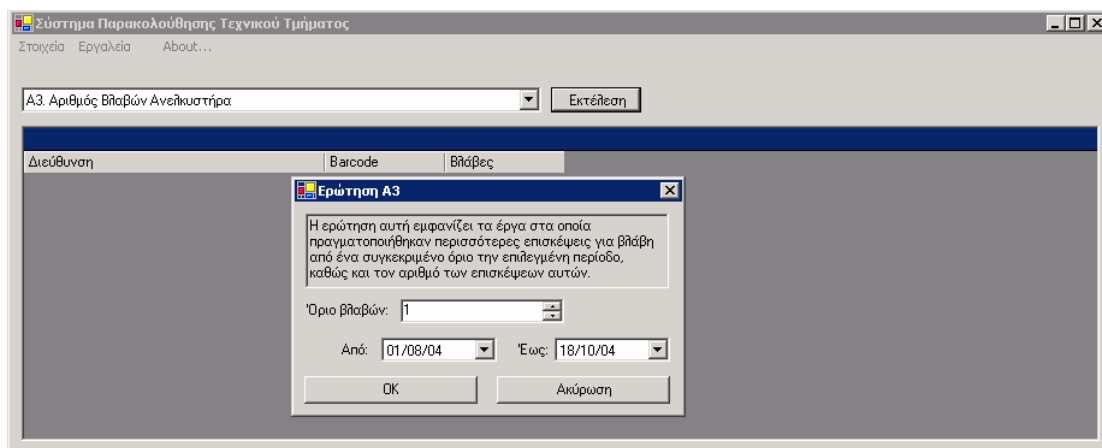 Σύστημα Παρακολούθησης Τεχνικού Τμήματος
Στοιχεία Εργαλεία About...
Α3. Αριθμός Βλαβών Ανελκυστήρα Εκτέλεση
Διεύθυνση Barcode Βλάβες
Ερώτηση Α3
Η ερώτηση αυτή εμφανίζει τα έργα στα οποία
πραγματοποιήθηκαν περισσότερες επισκέψεις για βλάβη
από ένα συγκεκριμένο όριο την επιλεγμένη περίοδο,
καθώς και τον αριθμό των επισκέψεων αυτών.
Όριο βλαβών: 1
Από: 01/08/04 Έως: 18/10/04
OK Ακύρωση